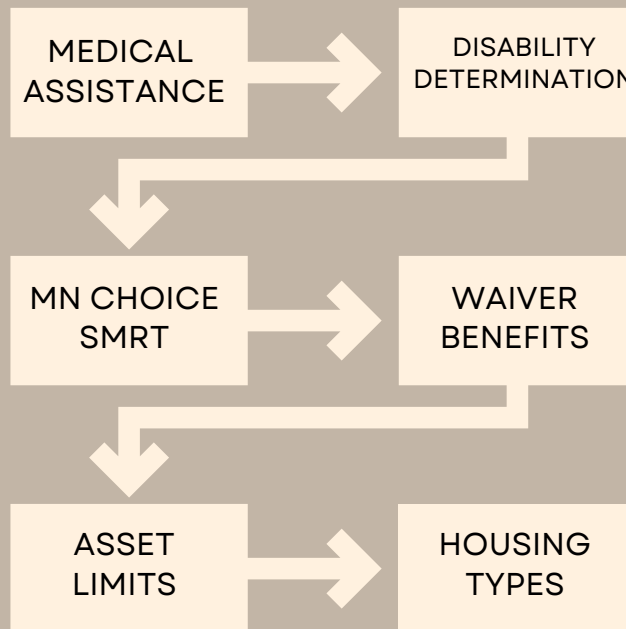 MEDICAL
ASSISTANCE
DISABILITY
DETERMINATION
MN CHOICE
SMRT
WAIVER
BENEFITS
ASSET
LIMITS
HOUSING
TYPES